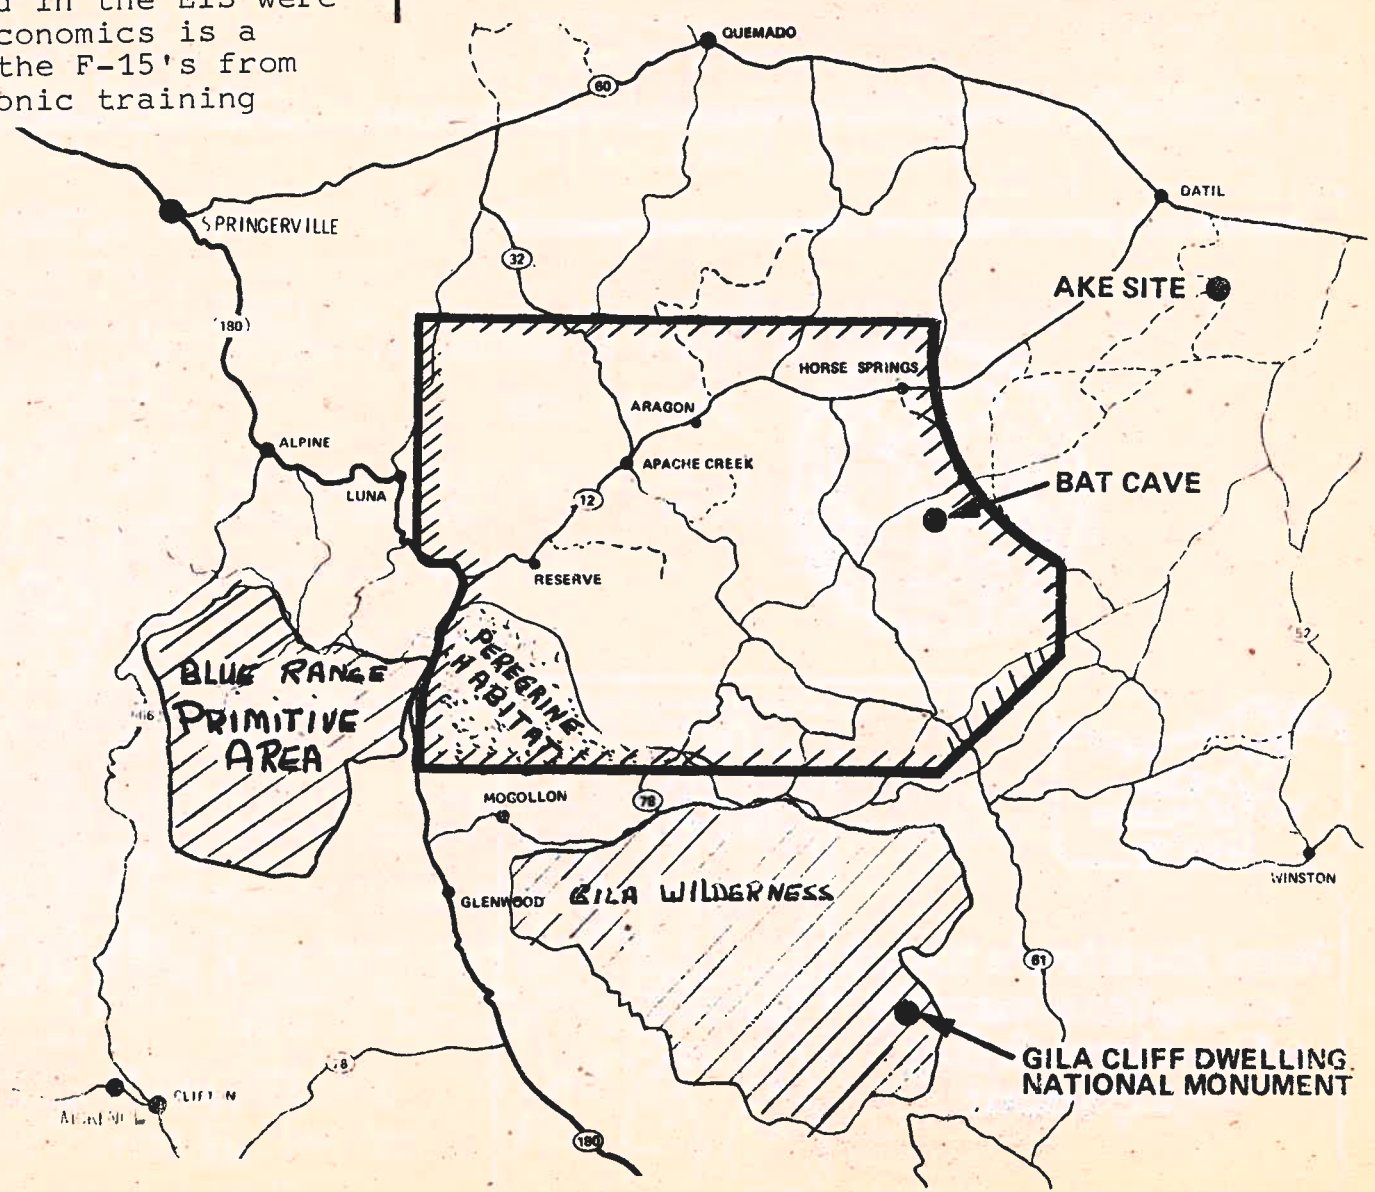 d in the EIS were
conomics is a
the F-15's from
onic training
QUEMADO
60
DATIL
SPRINGERVILLE
32
AKE SITE
(180)
HORSE SPRINGS
ARAGON
ALPINE
APACHE CREEK
LUNA
BAT CAVE
12
RESERVE
52
PEREGRINE
HABITAT
BLUE RANGE
PRIMITIVE
AREA
MOGOLLON
78
WINSTON
GLENWOOD
GILA WILDERNESS
61
GILA CLIFF DWELLING
NATIONAL MONUMENT
180